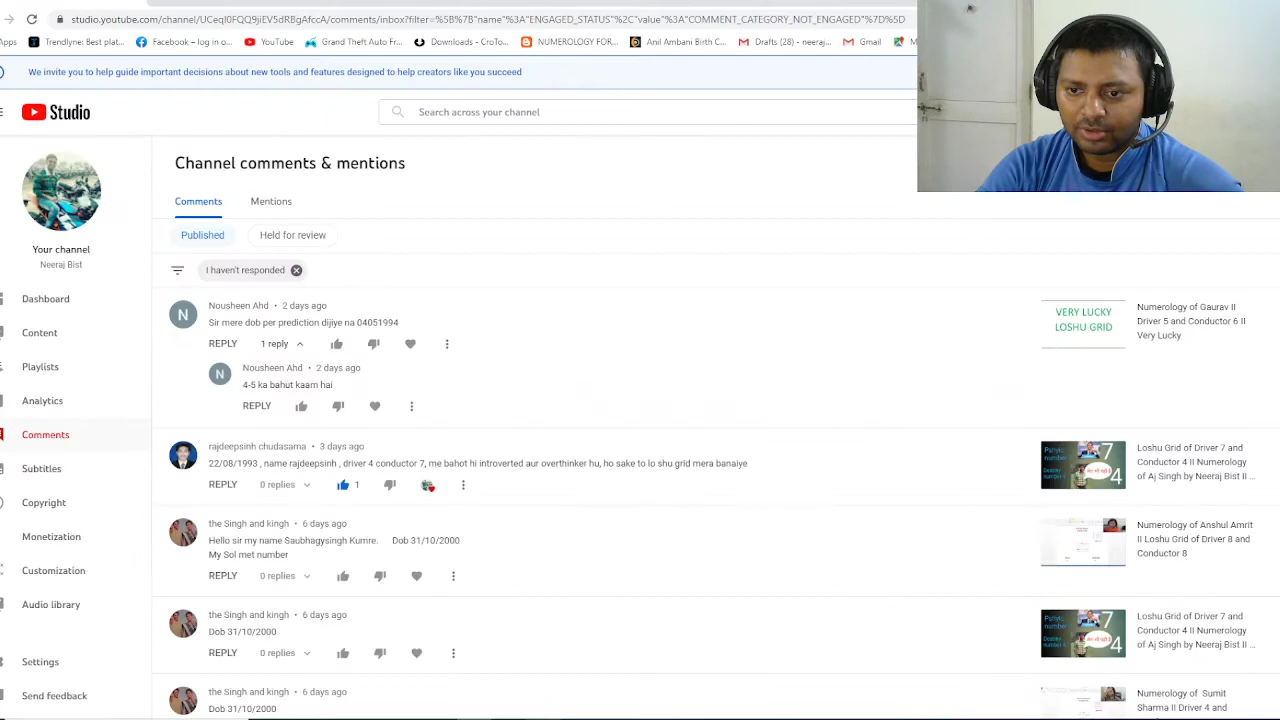 studio.youtube.com/channel/UCeqI0FQQ9jiEV5dRBgAfccA/comments/inbox?filter=%5B%7B"name"%3A"ENGAGED_STATUS"%2C"value"%3A"COMMENT_CATEGORY_NOT_ENGAGED"%7D%5D
Apps Trendlyne: Best plat... Facebook – log in o... YouTube Grand Theft Auto Fr... Downloads - CroTo... NUMEROLOGY FOR... Anil Ambani Birth C... Drafts (28) - neeraj... Gmail M
We invite you to help guide important decisions about new tools and features designed to help creators like you succeed
Studio
Search across your channel
Your channel
Neeraj Bist
Dashboard
Content
Playlists
Analytics
Comments
Subtitles
Copyright
Monetization
Customization
Audio library
Settings
Send feedback
Channel comments & mentions
Comments Mentions
Published Held for review
I haven't responded
N Nousheen Ahd • 2 days ago
Sir mere dob per prediction dijiye na 04051994
REPLY 1 reply
N Nousheen Ahd • 2 days ago
4-5 ka bahut kaam hai
REPLY
VERY LUCKY
LOSHU GRID
Numerology of Gaurav II
Driver 5 and Conductor 6 II
Very Lucky
rajdeepsinh chudasama • 3 days ago
22/08/1993 , name rajdeepsinh , driver 4 conductor 7, me bahot hi introverted aur overthinker hu, ho sake to lo shu grid mera banaiye
REPLY 0 replies
7
4
Loshu Grid of Driver 7 and
Conductor 4 II Numerology
of Aj Singh by Neeraj Bist II ...
the Singh and kingh • 6 days ago
Hello sir my name Saubhagysingh Kumre. Dob 31/10/2000
My Sol met number
REPLY 0 replies
Numerology of Anshul Amrit
II Loshu Grid of Driver 8 and
Conductor 8
the Singh and kingh • 6 days ago
Dob 31/10/2000
REPLY 0 replies
7
4
Loshu Grid of Driver 7 and
Conductor 4 II Numerology
of Aj Singh by Neeraj Bist II ...
the Singh and kingh • 6 days ago
Dob 31/10/2000
Numerology of Sumit
Sharma II Driver 4 and